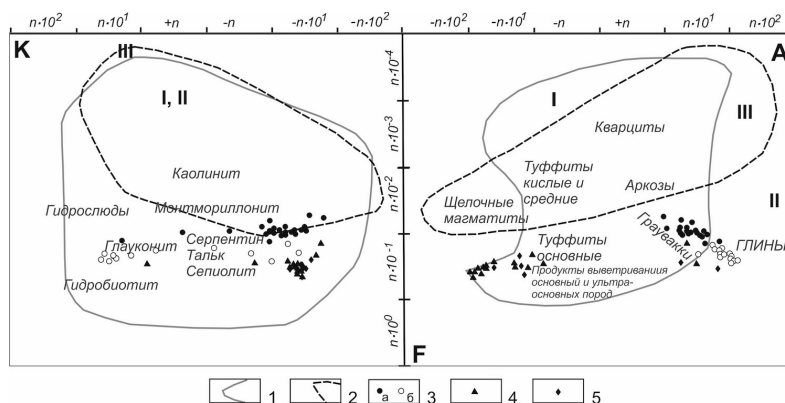 n·10² n·10¹ +n -n -n·10¹ -n·10² -n·10² -n·10¹ -n +n n·10¹ n·10²
K
III
I, II
Каолинит
Монтмориллонит
Гидрослюды
Глауконит
Серпентин
Тальк
Сепиолит
Гидробиотит
n·10⁻⁴
n·10⁻³
n·10⁻²
n·10⁻¹
n·10⁰
F
A
I
III
II
Кварциты
Туффиты
кислые и
средние
Аркозы
Щелочные
магматиты
Туффиты
основные
Граувакки
ГЛИНЫ
Продукты выветривания
основный и ультра-
основных пород
1 2 а б 3 4 5